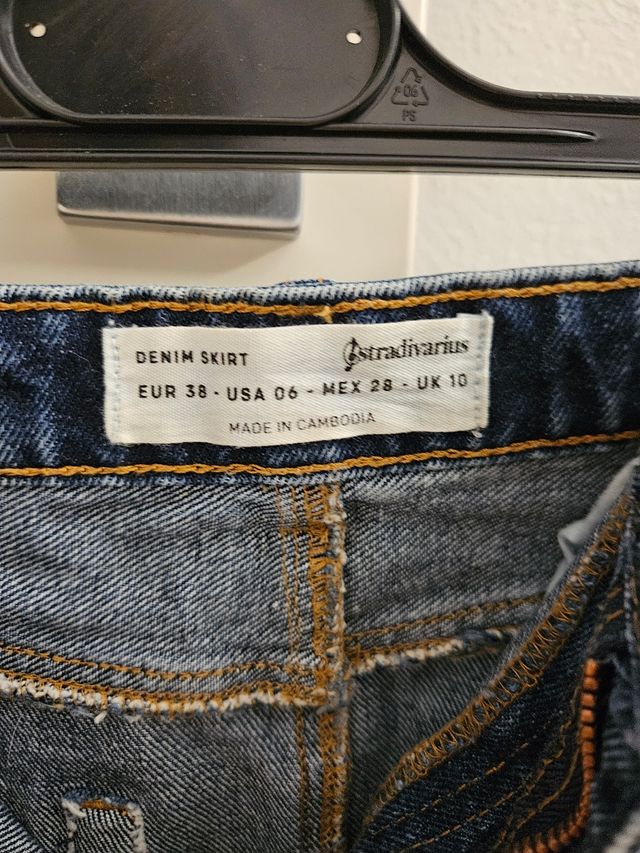 06
PS
DENIM SKIRT stradivarius
EUR 38 - USA 06 - MEX 28 - UK 10
MADE IN CAMBODIA